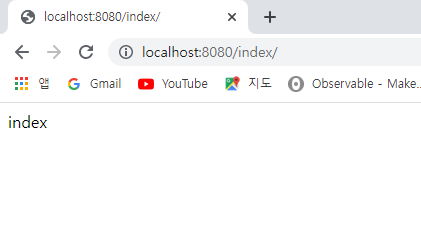 localhost:8080/index/
localhost:8080/index/
앱 Gmail YouTube 지도 Observable - Make...
index